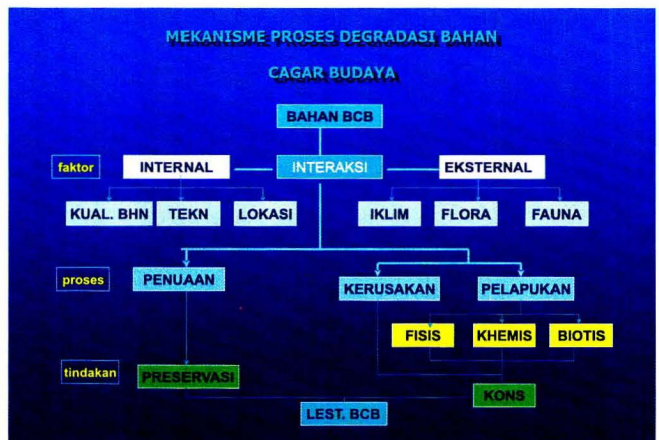 MEKANISME PROSES DEGRADASI BAHAN
CAGAR BUDAYA
BAHAN BCB
faktor
INTERNAL
INTERAKSI
EKSTERNAL
KUAL. BHN
TEKN
LOKASI
IKLIM
FLORA
FAUNA
proses
PENUAAN
KERUSAKAN
PELAPUKAN
FISIS
KHEMIS
BIOTIS
tindakan
PRESERVASI
KONS
LEST. BCB